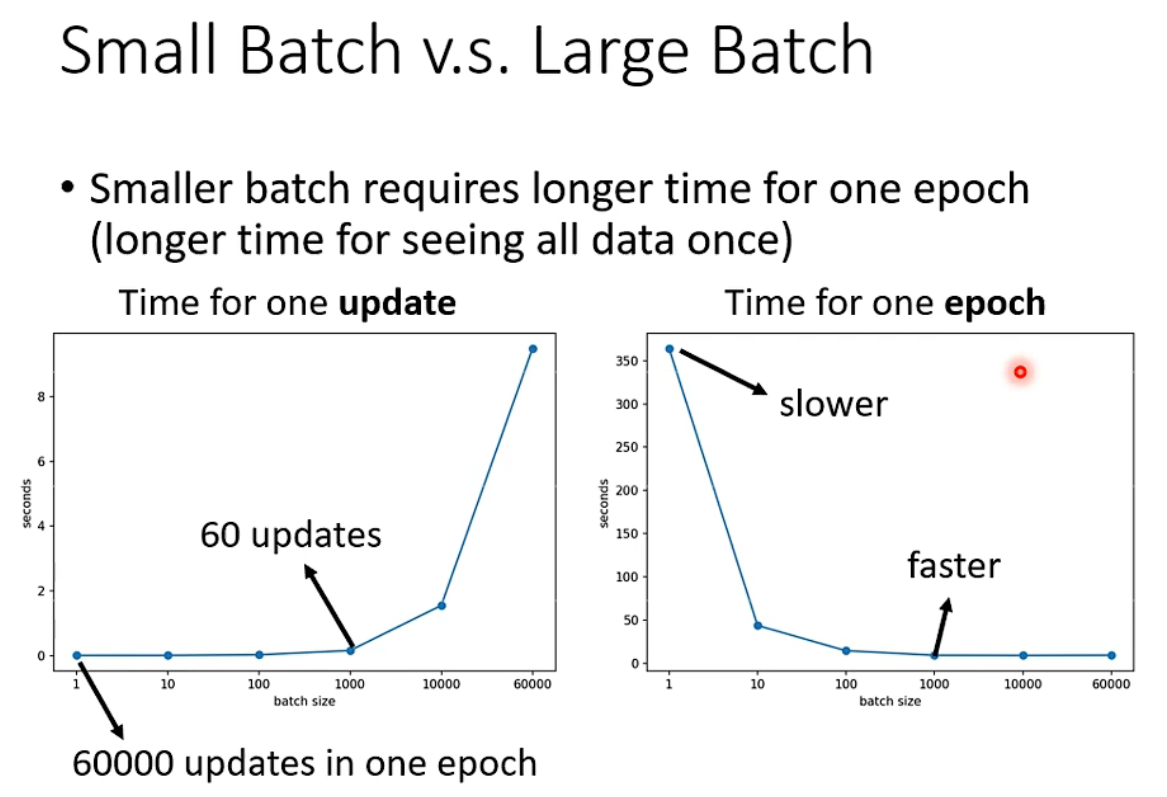 Small Batch v.s. Large Batch
• Smaller batch requires longer time for one epoch
(longer time for seeing all data once)
Time for one update
8
6
4
2
0
seconds
1 10 100 1000 10000 60000
batch size
60 updates
60000 updates in one epoch
Time for one epoch
350
300
250
200
150
100
50
0
seconds
1 10 100 1000 10000 60000
batch size
slower
faster